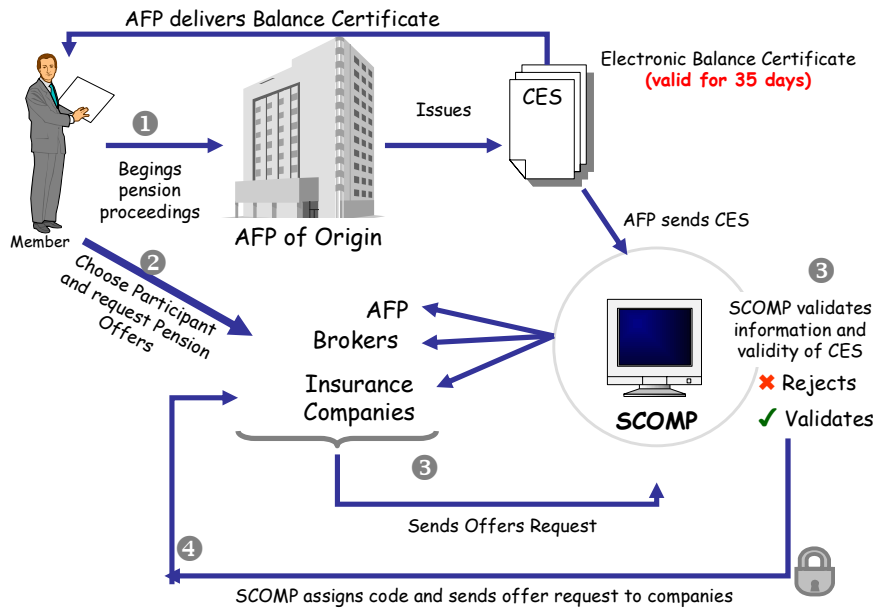 AFP delivers Balance Certificate
Electronic Balance Certificate
(valid for 35 days)
CES
1
Issues
Begings
pension
proceedings
AFP of Origin
Member
AFP sends CES
2
Choose Participant
and request Pension
Offers
3
SCOMP validates
information and
validity of CES
Rejects
Validates
AFP
Brokers
Insurance
Companies
SCOMP
3
Sends Offers Request
4
SCOMP assigns code and sends offer request to companies